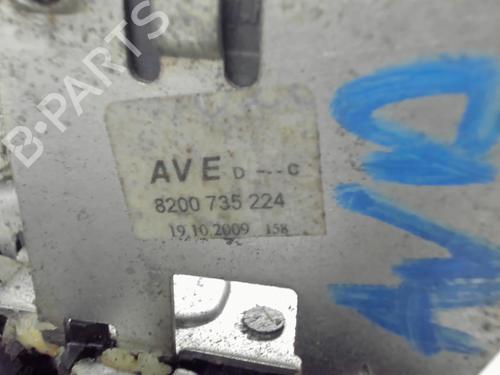 B-PARTS
AVE D -.-- C
8200 735 224
19.10.2009 158